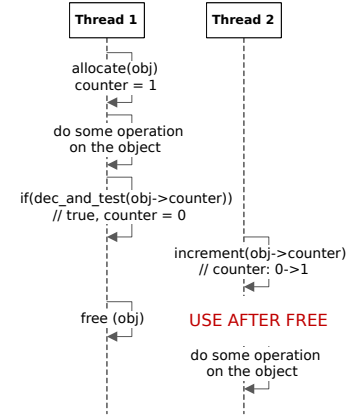 Thread 1
Thread 2
allocate(obj)
counter = 1
do some operation
on the object
if(dec_and_test(obj->counter))
// true, counter = 0
increment(obj->counter)
// counter: 0->1
free (obj)
USE AFTER FREE
do some operation
on the object